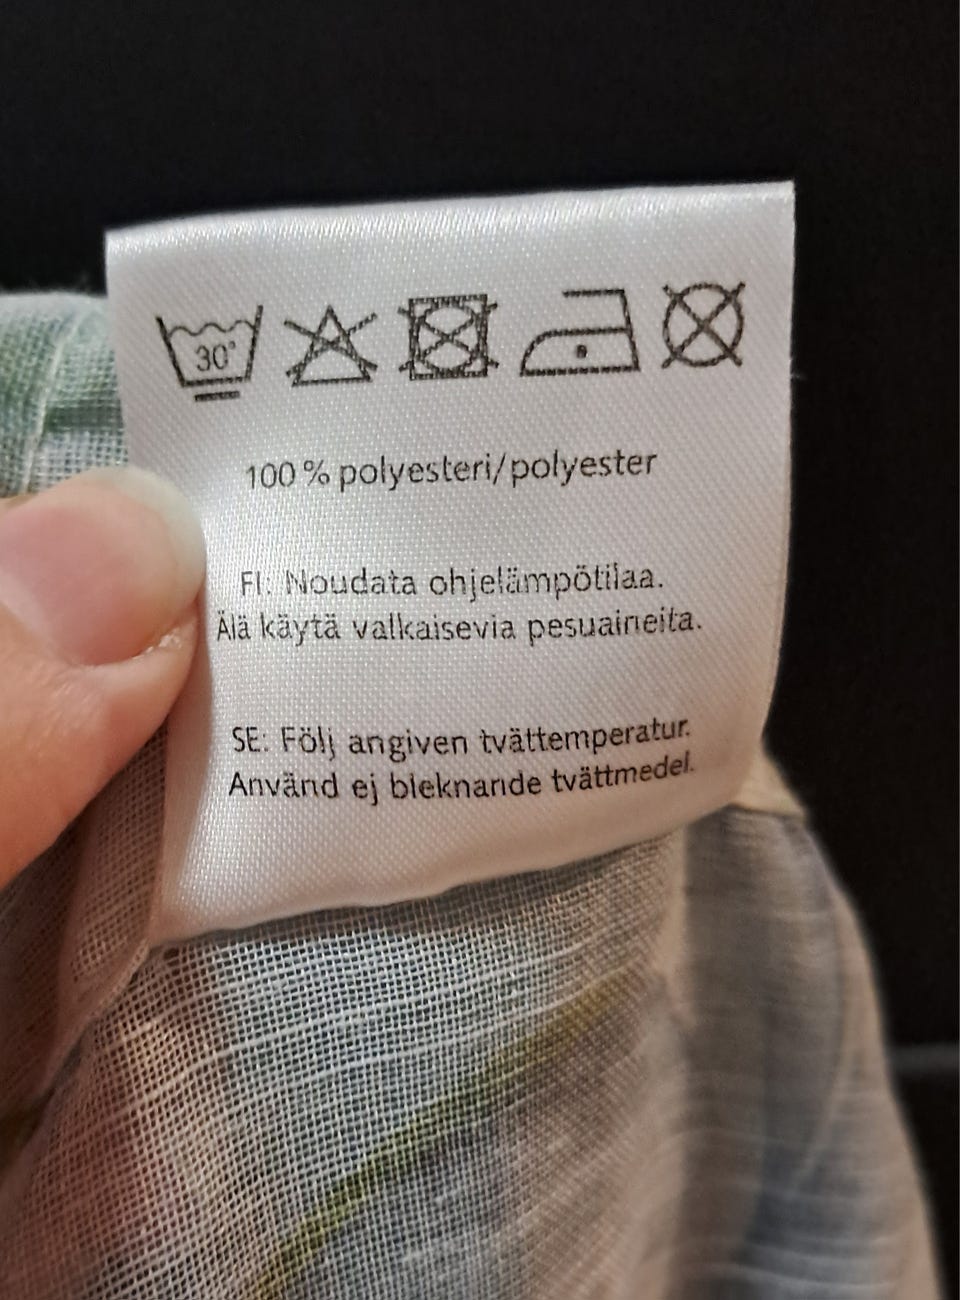 30°
100 % polyesteri/polyester
FI: Noudata ohjelämpötilaa.
Älä käytä valkaisevia pesuaineita.
SE: Följ angiven tvättemperatur.
Använd ej bleknande tvättmedel.